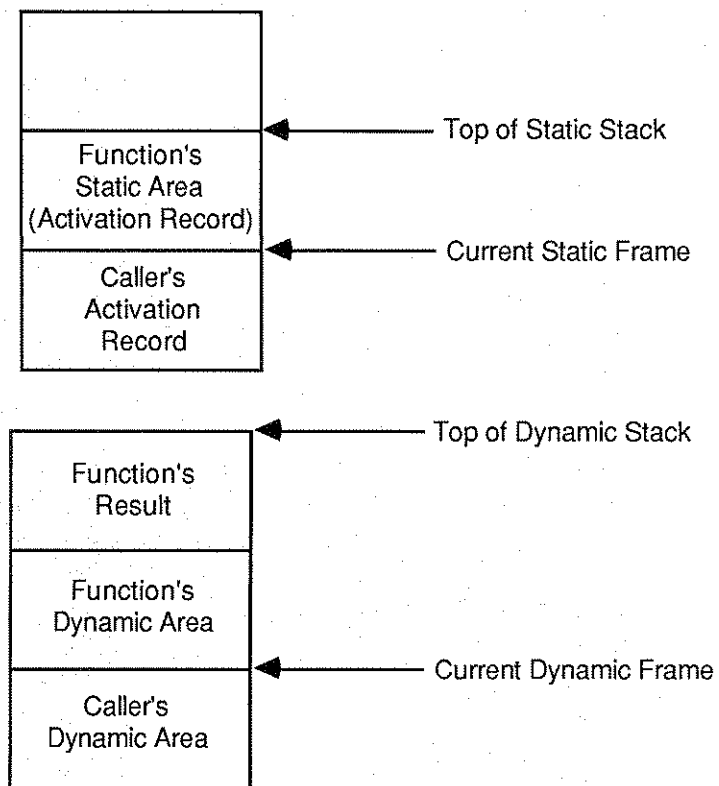 Top of Static Stack
Function's
Static Area
(Activation Record)
Current Static Frame
Caller's
Activation
Record
Top of Dynamic Stack
Function's
Result
Function's
Dynamic Area
Current Dynamic Frame
Caller's
Dynamic Area